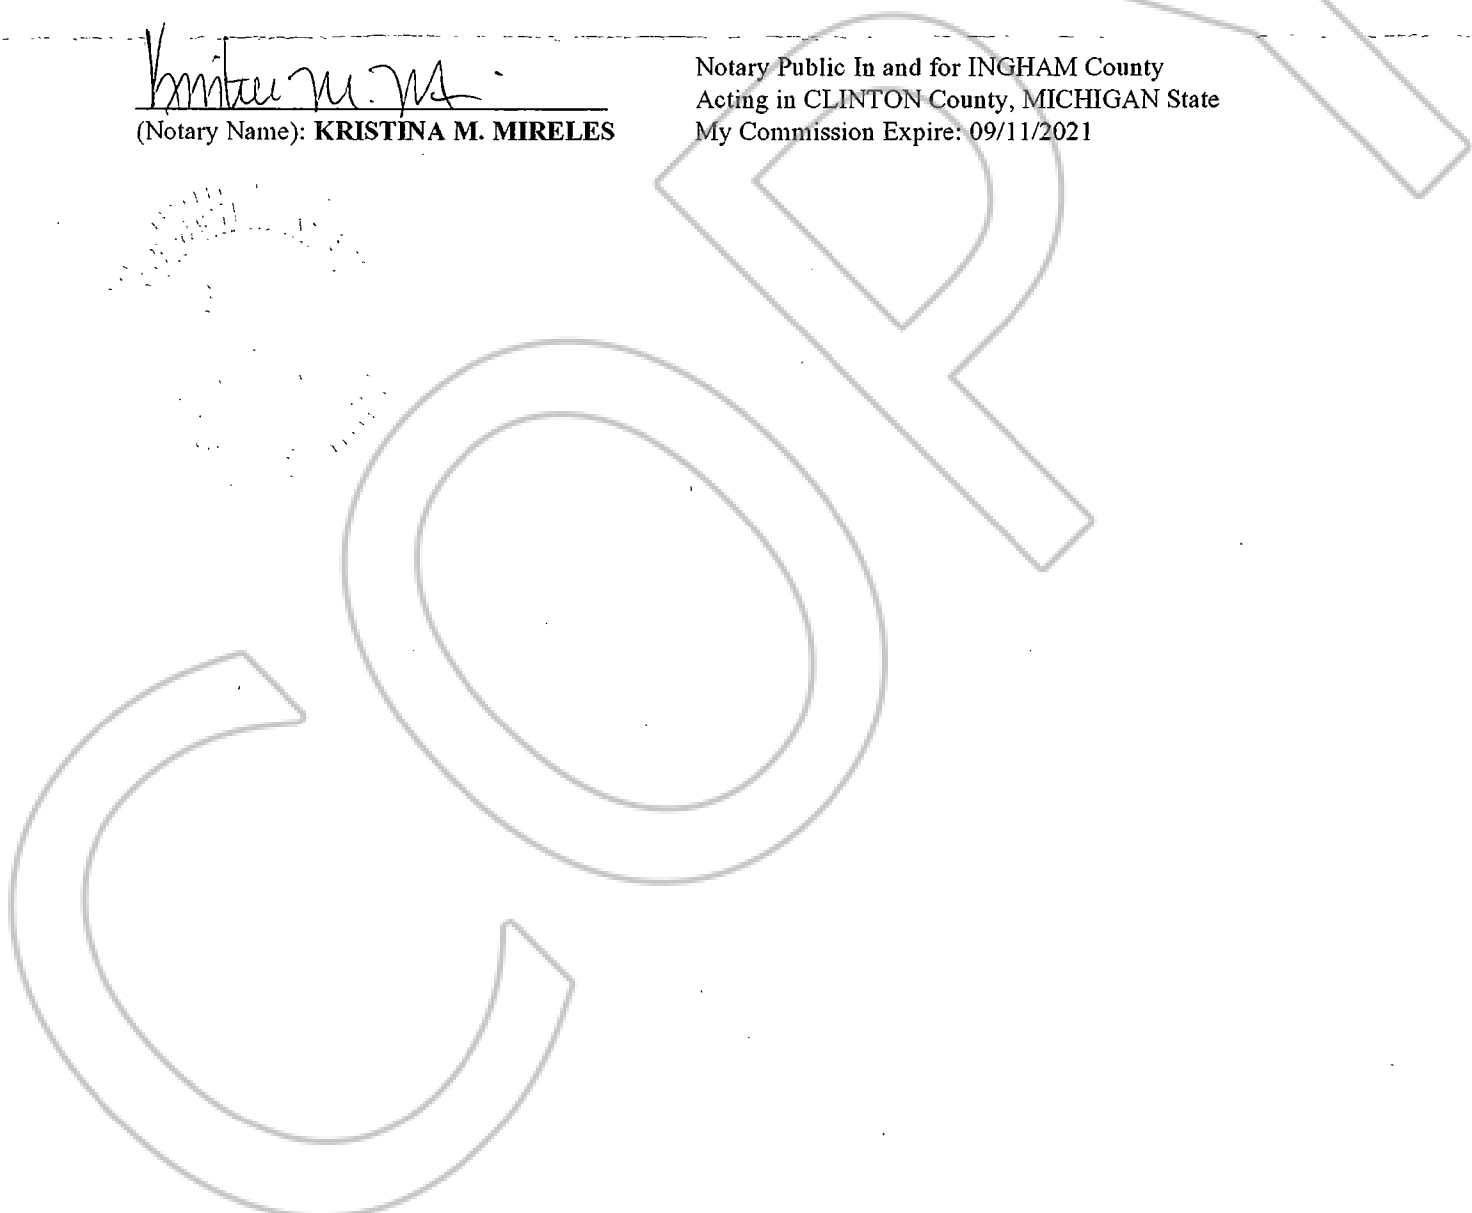 Notary Public In and for INGHAM County
Acting in CLINTON County, MICHIGAN State
(Notary Name): KRISTINA M. MIRELES
My Commission Expire: 09/11/2021
COPY